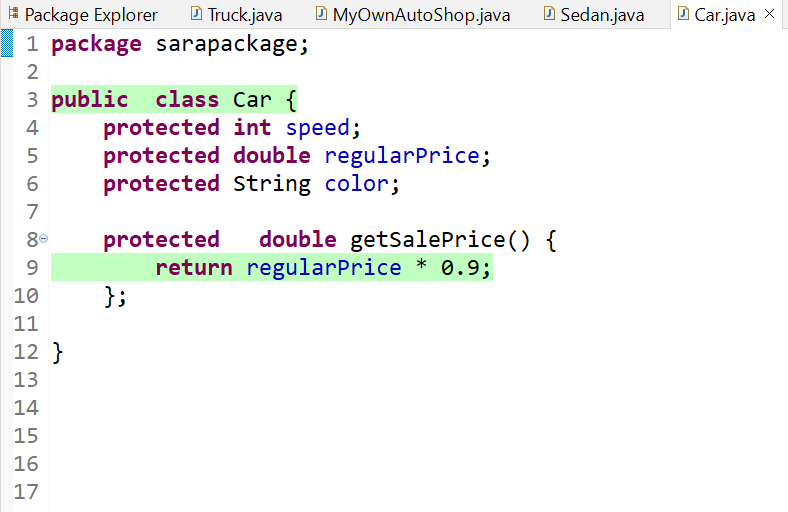 Package Explorer Truck.java MyOwnAutoShop.java Sedan.java Car.java
1 package sarapackage;
2
3 public  class Car {
4     protected int speed;
5     protected double regularPrice;
6     protected String color;
7
8     protected   double getSalePrice() {
9         return regularPrice * 0.9;
10     };
11
12 }
13
14
15
16
17